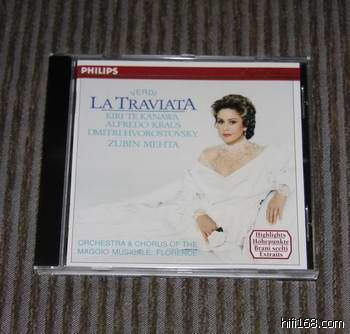 PHILIPS
VERDI
LA TRAVIATA
KIRI TE KANAWA
ALFREDO KRAUS
DMITRI HVOROSTOVSKY
ZUBIN MEHTA
Highlights
Höhepunkte
Brani scelti
Extraits
ORCHESTRA & CHORUS OF THE
MAGGIO MUSICALE, FLORENCE
hifi168.com